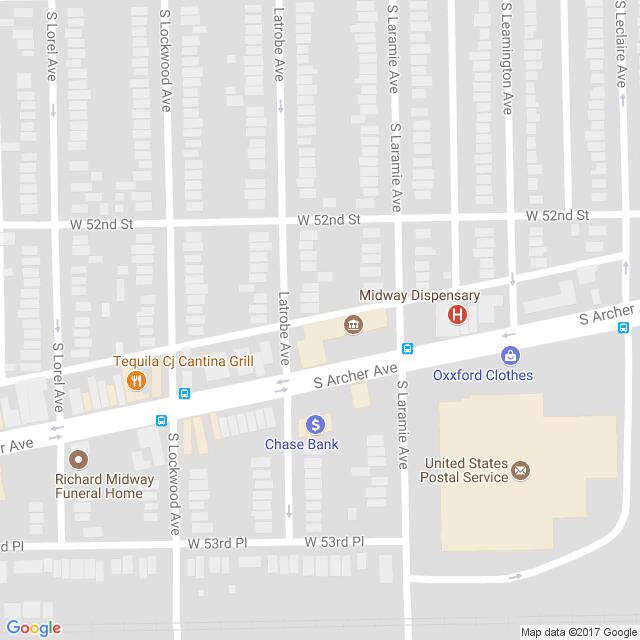 S Lorel Ave
S Lockwood Ave
Latrobe Ave
S Laramie Ave
S Leamington Ave
S Leclaire Ave
S Laramie Ave
W 52nd St
W 52nd St
W 52nd St
Latrobe Ave
Midway Dispensary
S Archer
S Lorel Ave
Tequila Cj Cantina Grill
S Archer Ave
Oxxford Clothes
S Laramie Ave
r Ave
S Lockwood Ave
Chase Bank
Richard Midway
Funeral Home
United States
Postal Service
rd Pl
W 53rd Pl
W 53rd Pl
Google
Map data ©2017 Google